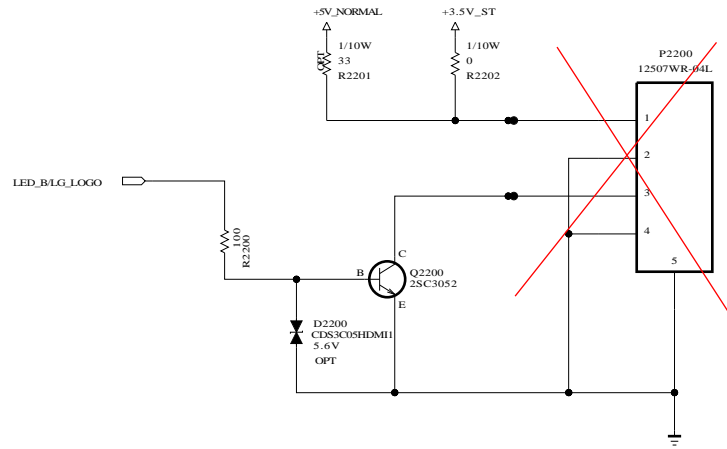 +5V_NORMAL
+3.5V_ST
OPT
1/10W
33
R2201
1/10W
0
R2202
P2200
12507WR-04L
1
2
3
4
5
LED_B/LG_LOGO
100
R2200
B
C
E
Q2200
2SC3052
D2200
CDS3C05HDMI1
5.6V
OPT